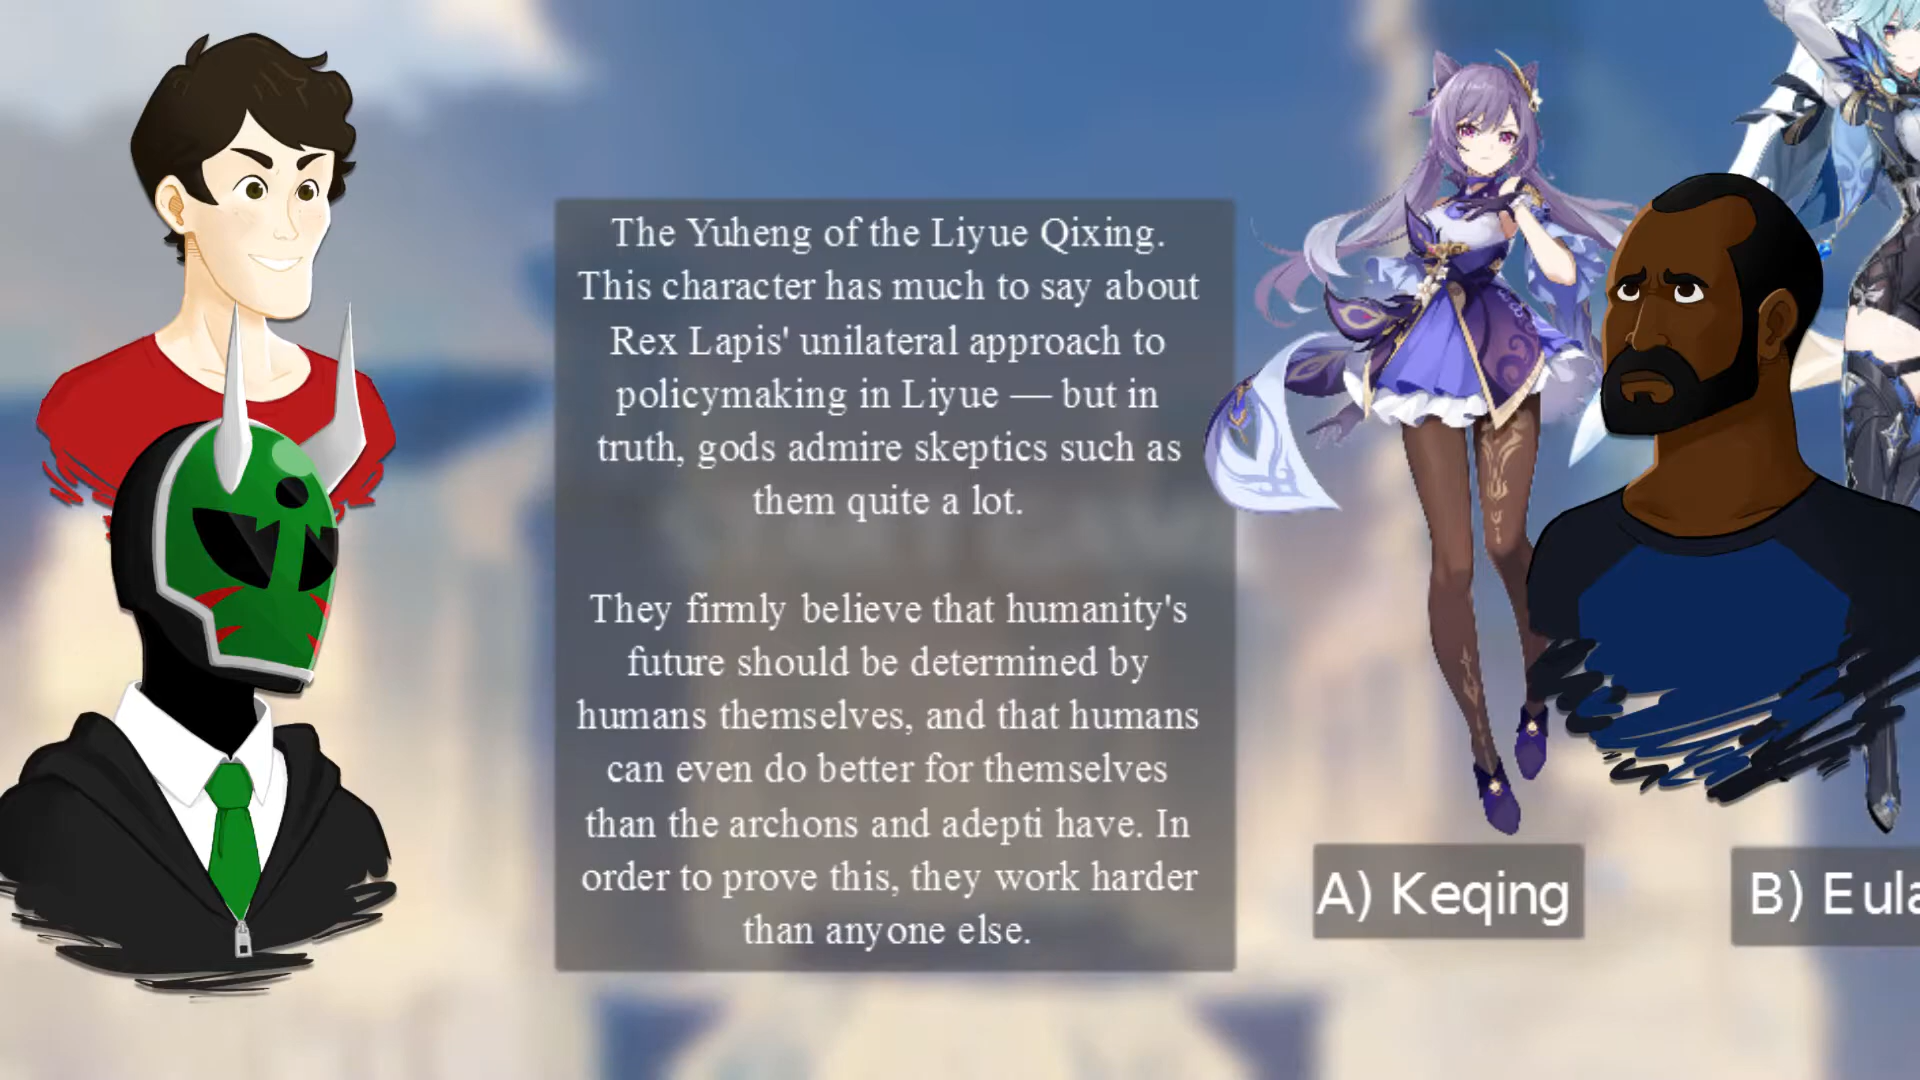 The Yuheng of the Liyue Qixing.
This character has much to say about
Rex Lapis' unilateral approach to
policymaking in Liyue — but in
truth, gods admire skeptics such as
them quite a lot.
They firmly believe that humanity's
future should be determined by
humans themselves, and that humans
can even do better for themselves
than the archons and adepti have. In
order to prove this, they work harder
than anyone else.
A) Keqing
B) Eula